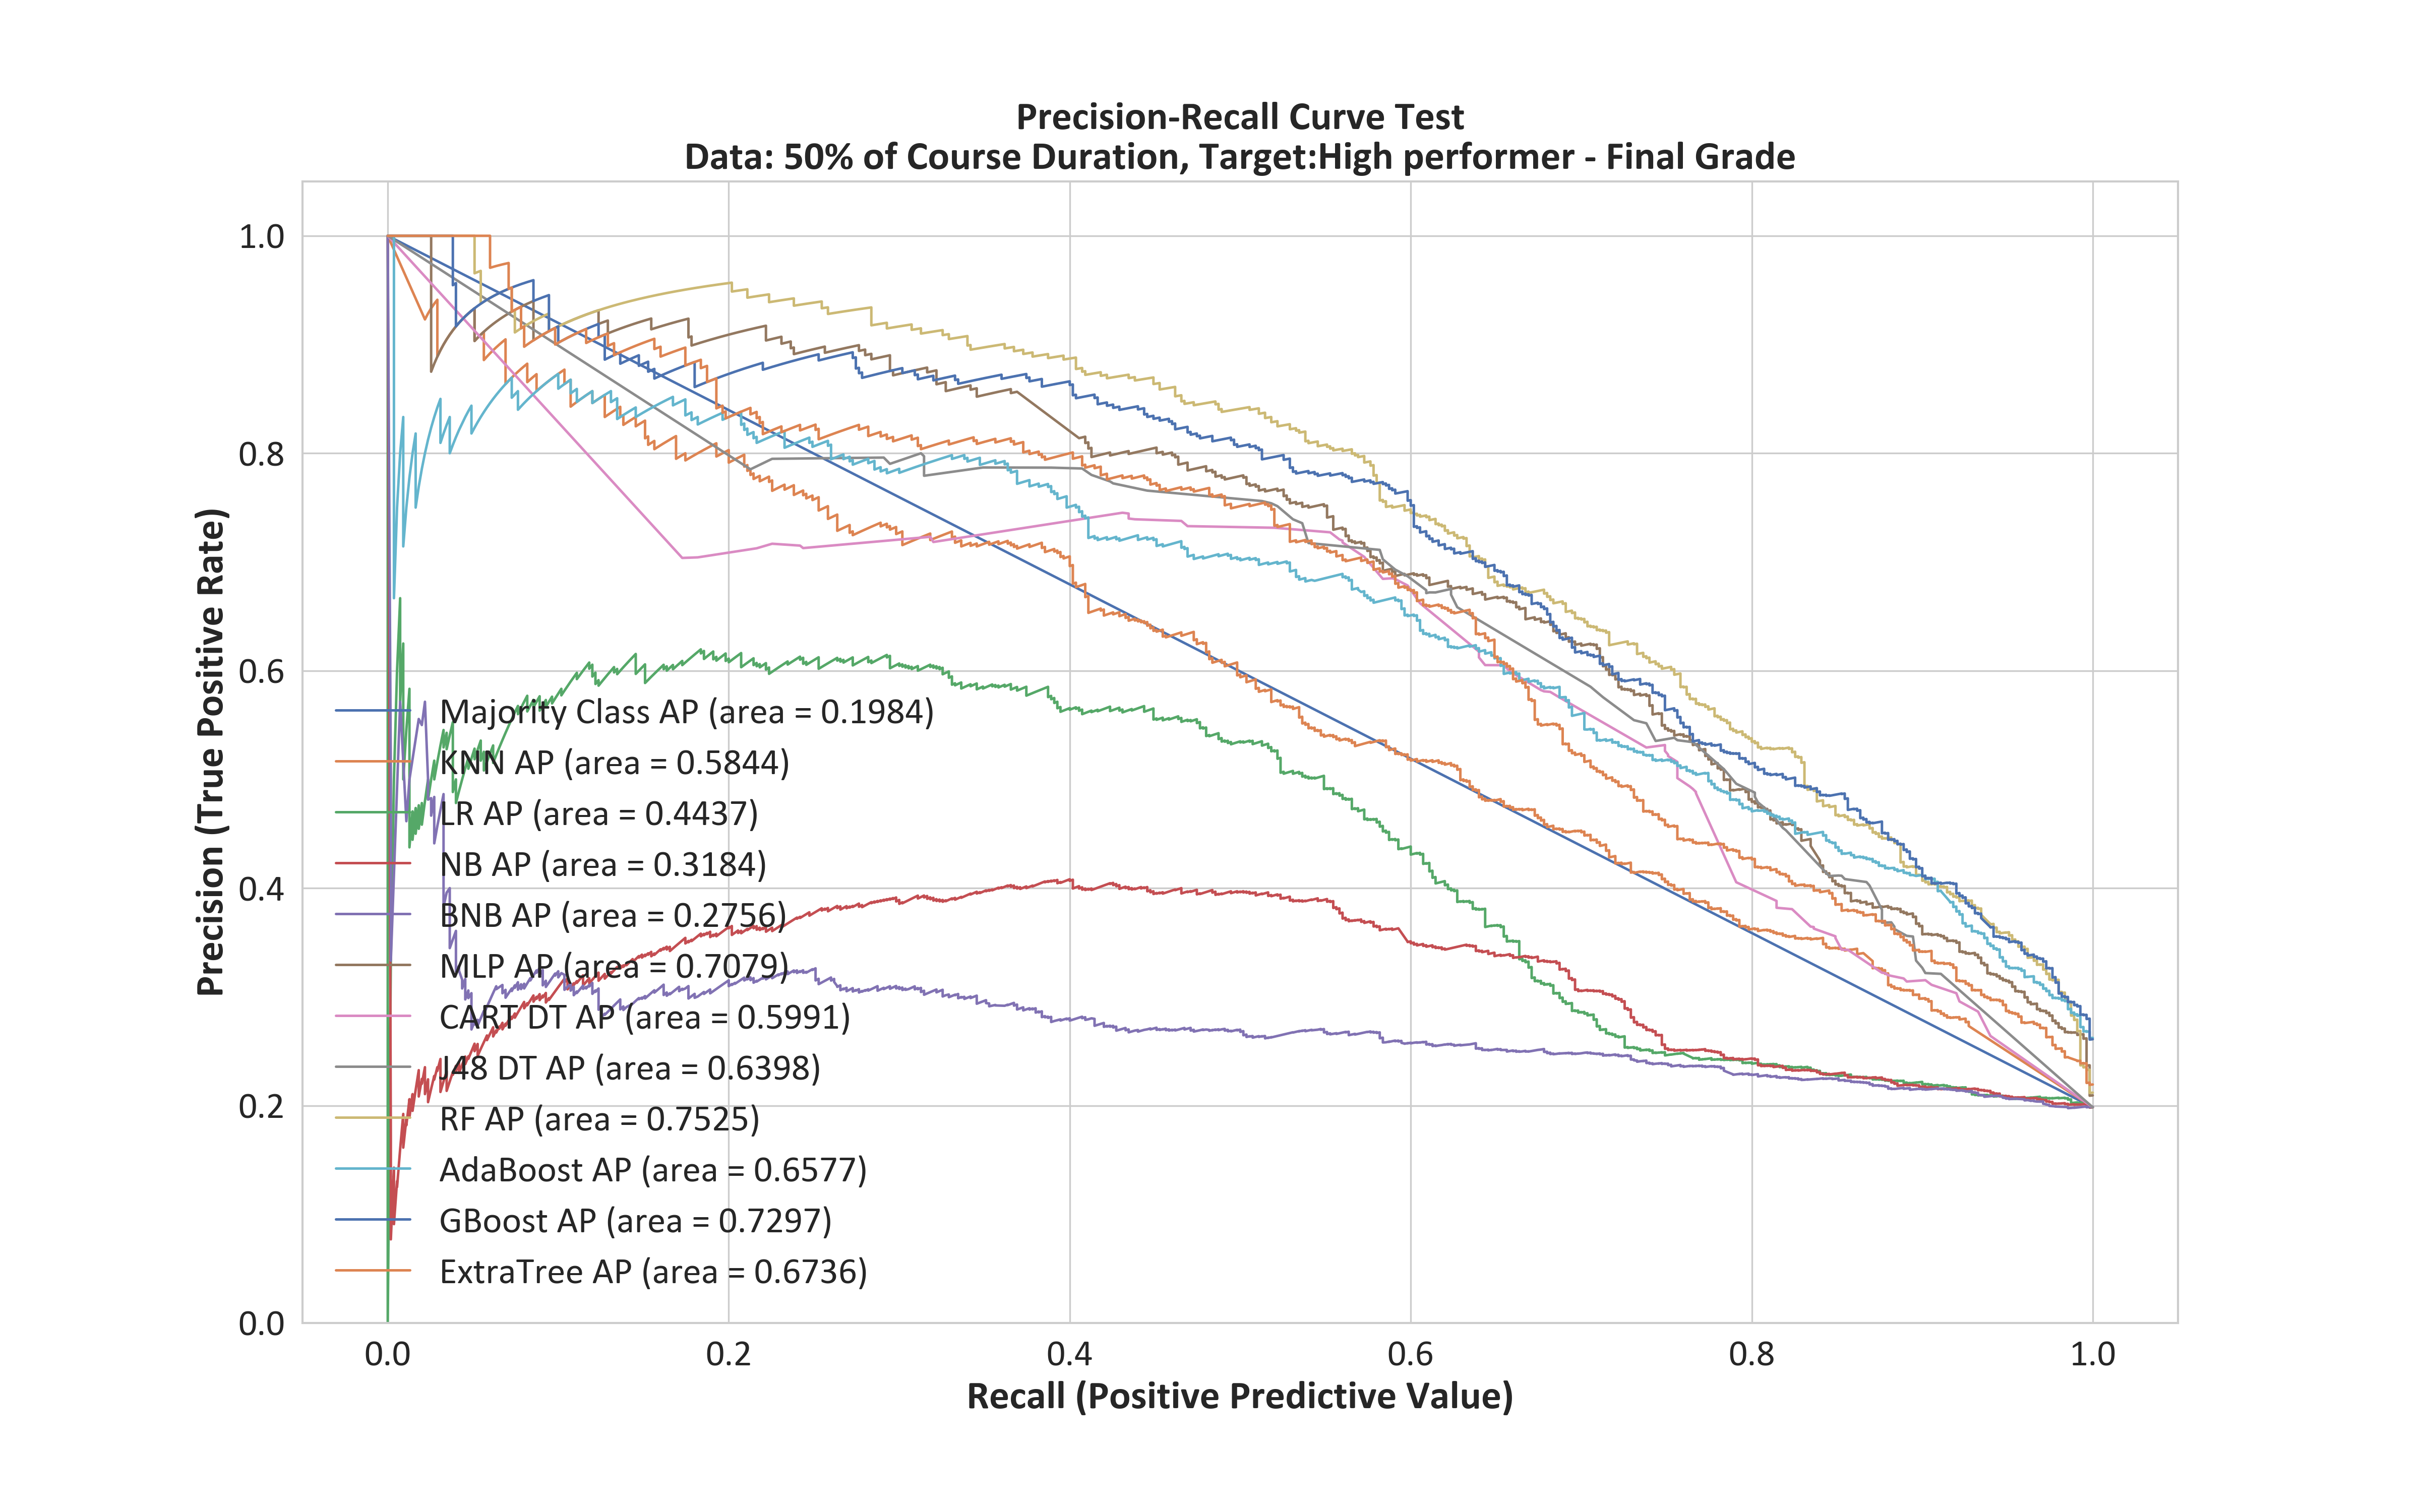 Precision-Recall Curve Test
Data: 50% of Course Duration, Target:High performer - Final Grade
Precision (True Positive Rate)
1.0
0.8
0.6
0.4
0.2
0.0
Majority Class AP (area = 0.1984)
KNN AP (area = 0.5844)
LR AP (area = 0.4437)
NB AP (area = 0.3184)
BNB AP (area = 0.2756)
MLP AP (area = 0.7079)
CART DT AP (area = 0.5991)
J48 DT AP (area = 0.6398)
RF AP (area = 0.7525)
AdaBoost AP (area = 0.6577)
GBoost AP (area = 0.7297)
ExtraTree AP (area = 0.6736)
0.0 0.2 0.4 0.6 0.8 1.0
Recall (Positive Predictive Value)